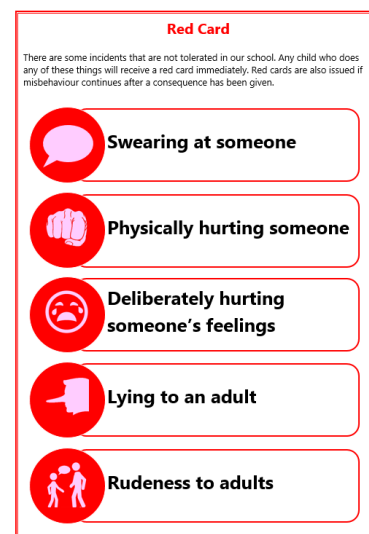 Red Card
There are some incidents that are not tolerated in our school. Any child who does
any of these things will receive a red card immediately. Red cards are also issued if
misbehaviour continues after a consequence has been given.
Swearing at someone
Physically hurting someone
Deliberately hurting
someone's feelings
Lying to an adult
Rudeness to adults